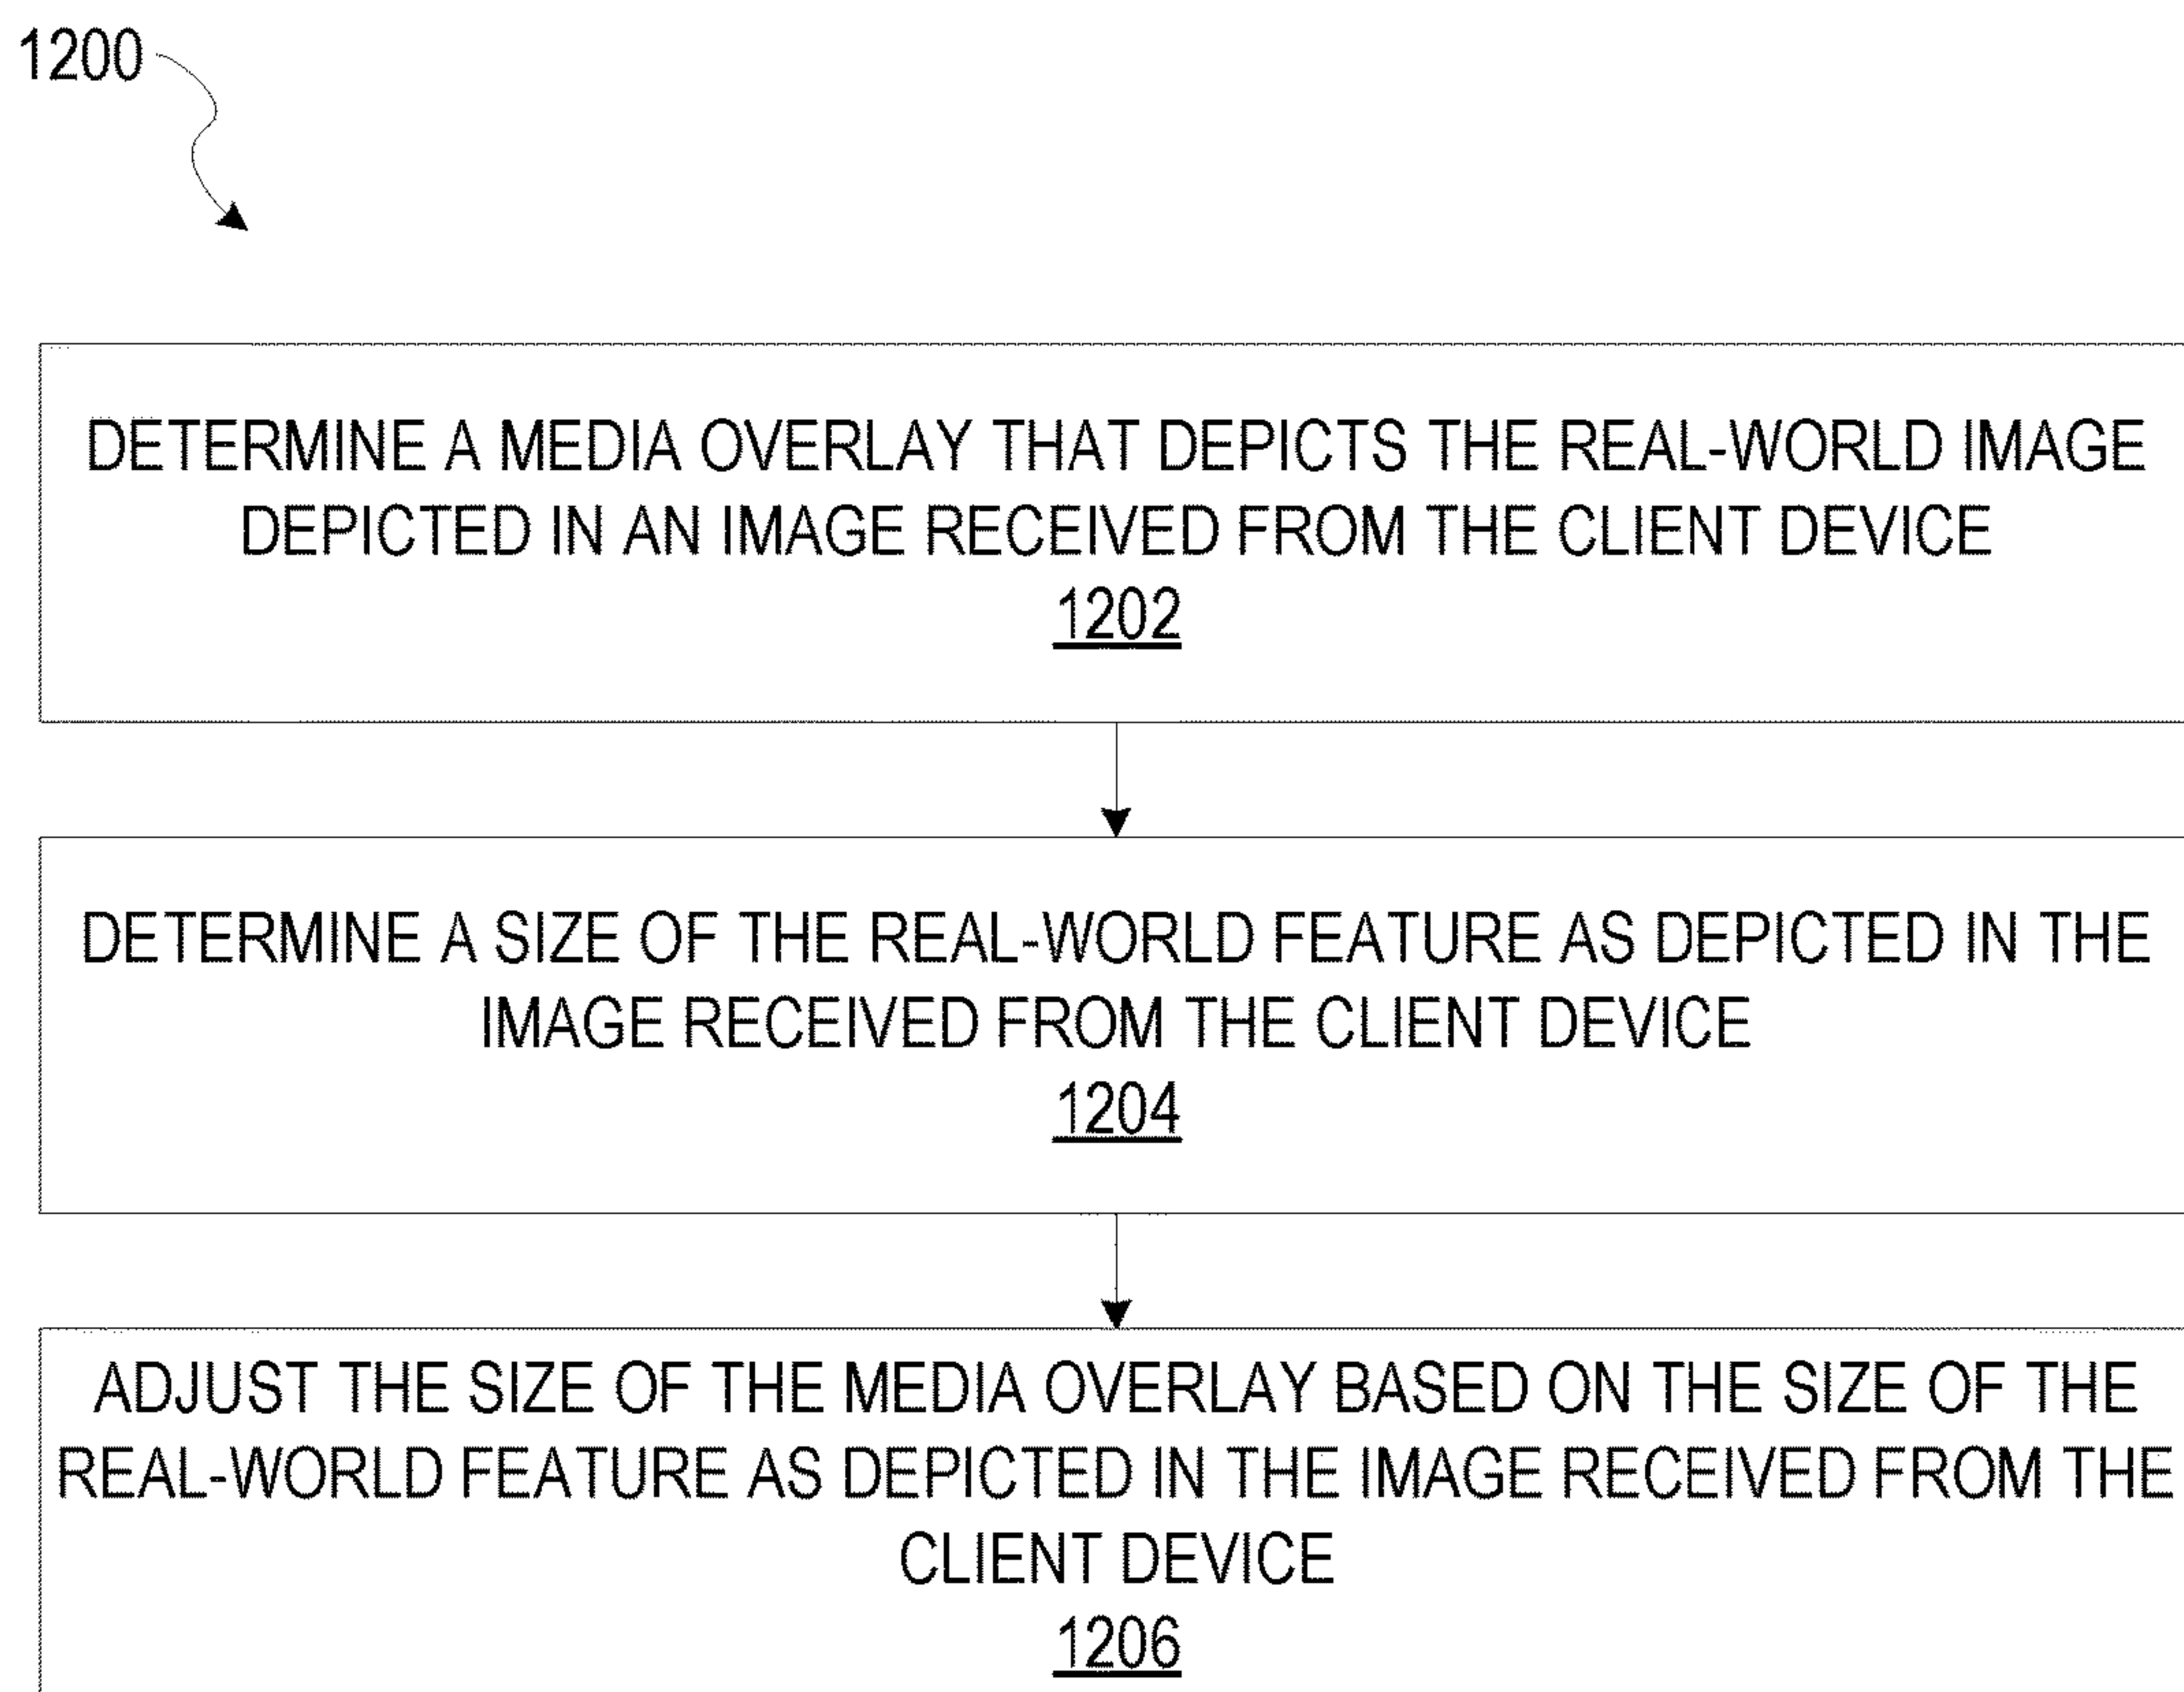 1200
DETERMINE A MEDIA OVERLAY THAT DEPICTS THE REAL-WORLD IMAGE
DEPICTED IN AN IMAGE RECEIVED FROM THE CLIENT DEVICE
1202
DETERMINE A SIZE OF THE REAL-WORLD FEATURE AS DEPICTED IN THE
IMAGE RECEIVED FROM THE CLIENT DEVICE
1204
ADJUST THE SIZE OF THE MEDIA OVERLAY BASED ON THE SIZE OF THE
REAL-WORLD FEATURE AS DEPICTED IN THE IMAGE RECEIVED FROM THE
CLIENT DEVICE
1206